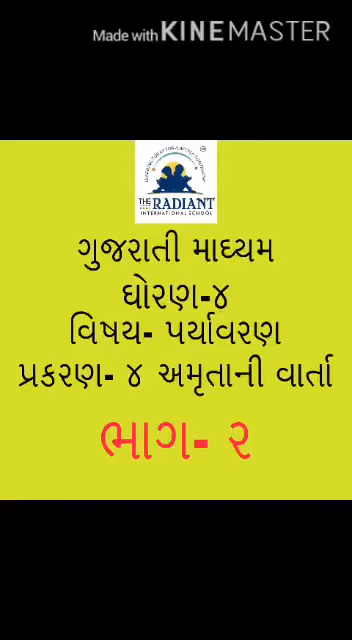 Made with KINEMASTER
THE RADIANT
INTERNATIONAL SCHOOL
ગુજરાતી માઘ્યમ
ઘોરણ-૪
વિષય- પર્યાવરણ
પ્રકરણ- ૪ અમૃતાની વાર્તા
ભાગ- ૨